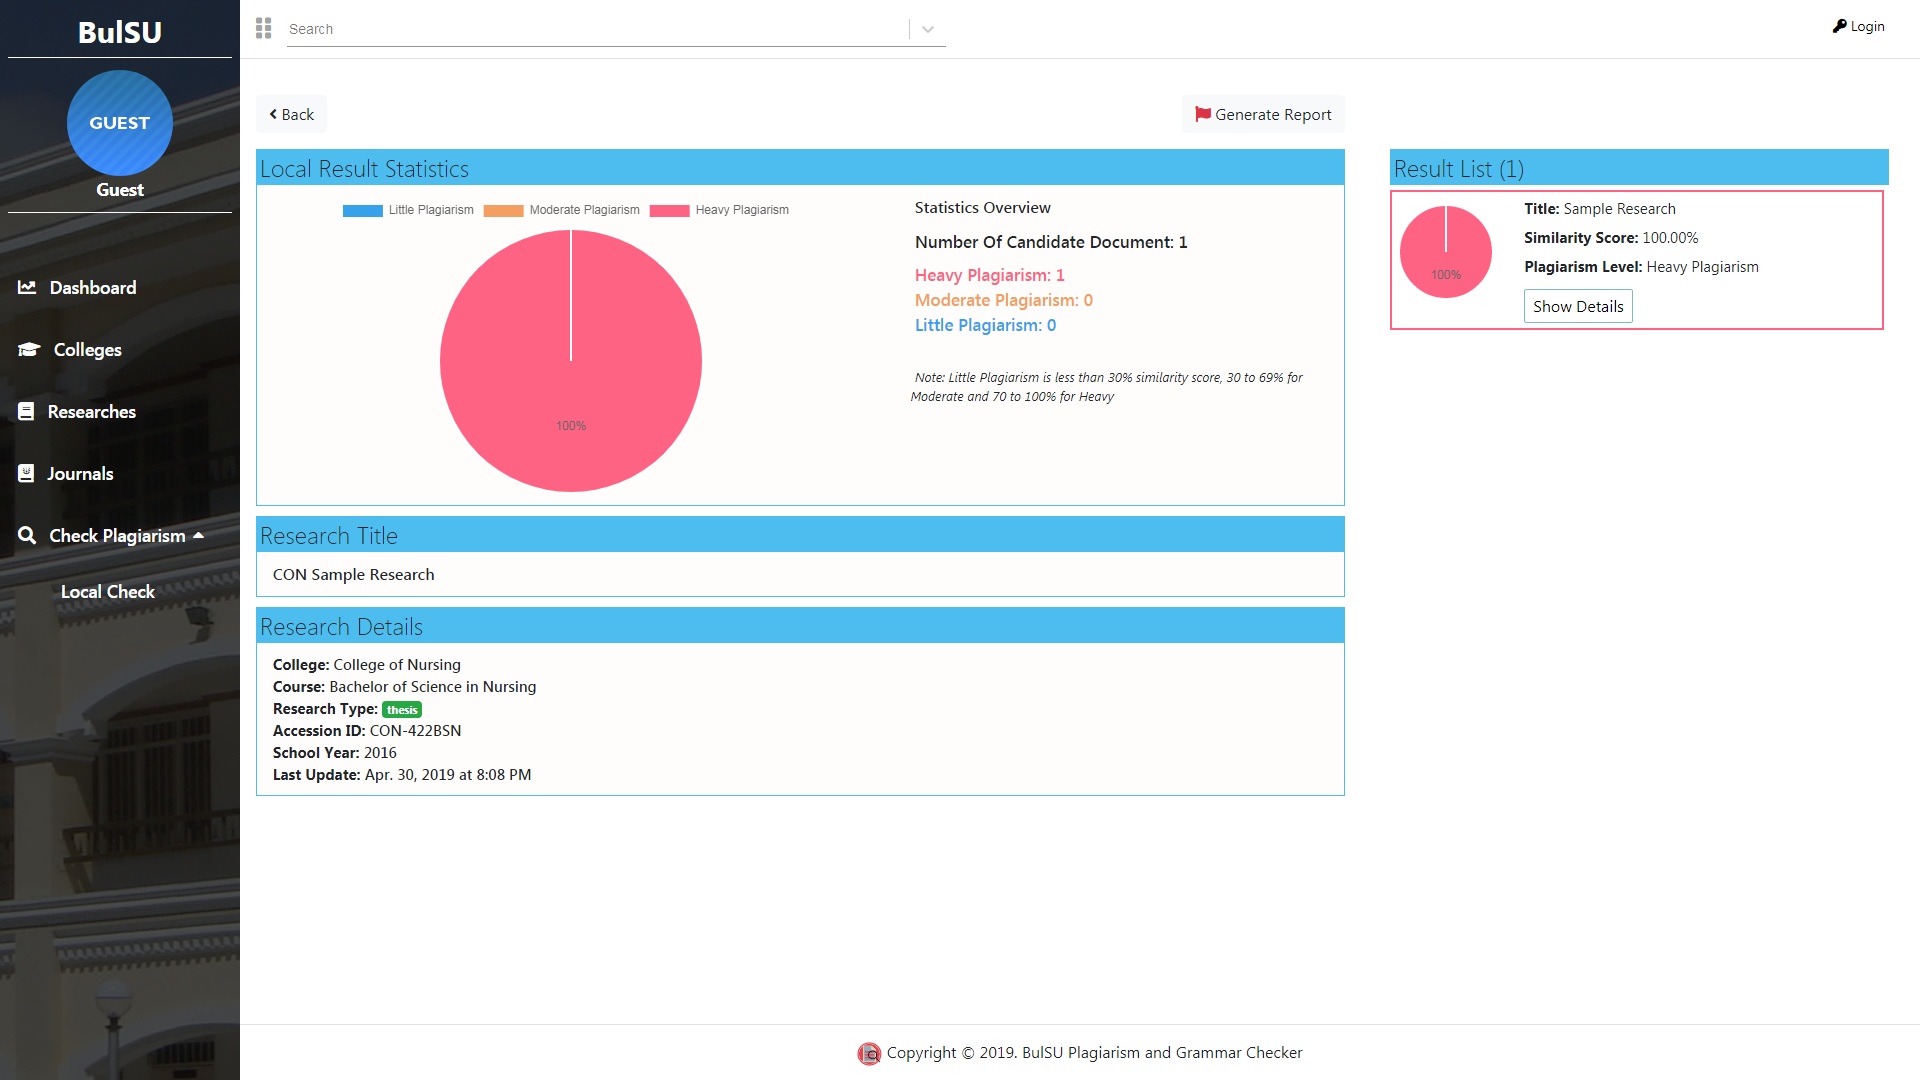 BulSU
GUEST
Guest
Dashboard
Colleges
Researches
Journals
Check Plagiarism
Local Check
Search
Login
Back
Generate Report
Local Result Statistics
Little Plagiarism
Moderate Plagiarism
Heavy Plagiarism
100%
Statistics Overview
Number Of Candidate Document: 1
Heavy Plagiarism: 1
Moderate Plagiarism: 0
Little Plagiarism: 0
Note: Little Plagiarism is less than 30% similarity score, 30 to 69% for
Moderate and 70 to 100% for Heavy
Research Title
CON Sample Research
Research Details
College: College of Nursing
Course: Bachelor of Science in Nursing
Research Type: thesis
Accession ID: CON-422BSN
School Year: 2016
Last Update: Apr. 30, 2019 at 8:08 PM
Result List (1)
100%
Title: Sample Research
Similarity Score: 100.00%
Plagiarism Level: Heavy Plagiarism
Show Details
Copyright © 2019. BulSU Plagiarism and Grammar Checker